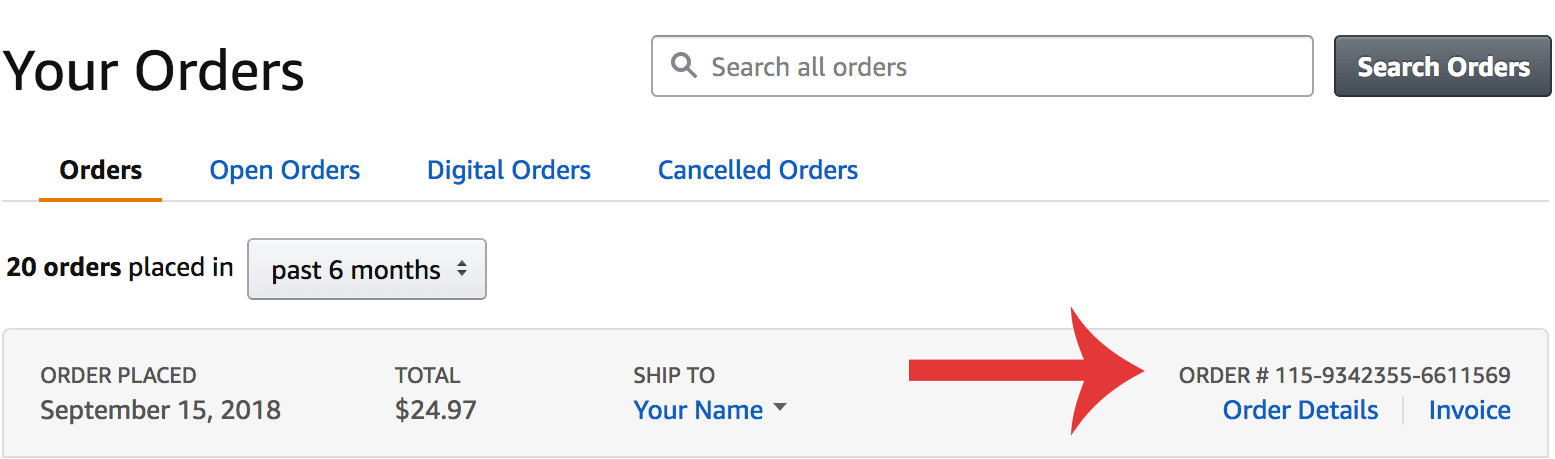 Your Orders
Search all orders
Search Orders
Orders
Open Orders
Digital Orders
Cancelled Orders
20 orders placed in
past 6 months
ORDER PLACED
September 15, 2018
TOTAL
$24.97
SHIP TO
Your Name
ORDER # 115-9342355-6611569
Order Details
Invoice